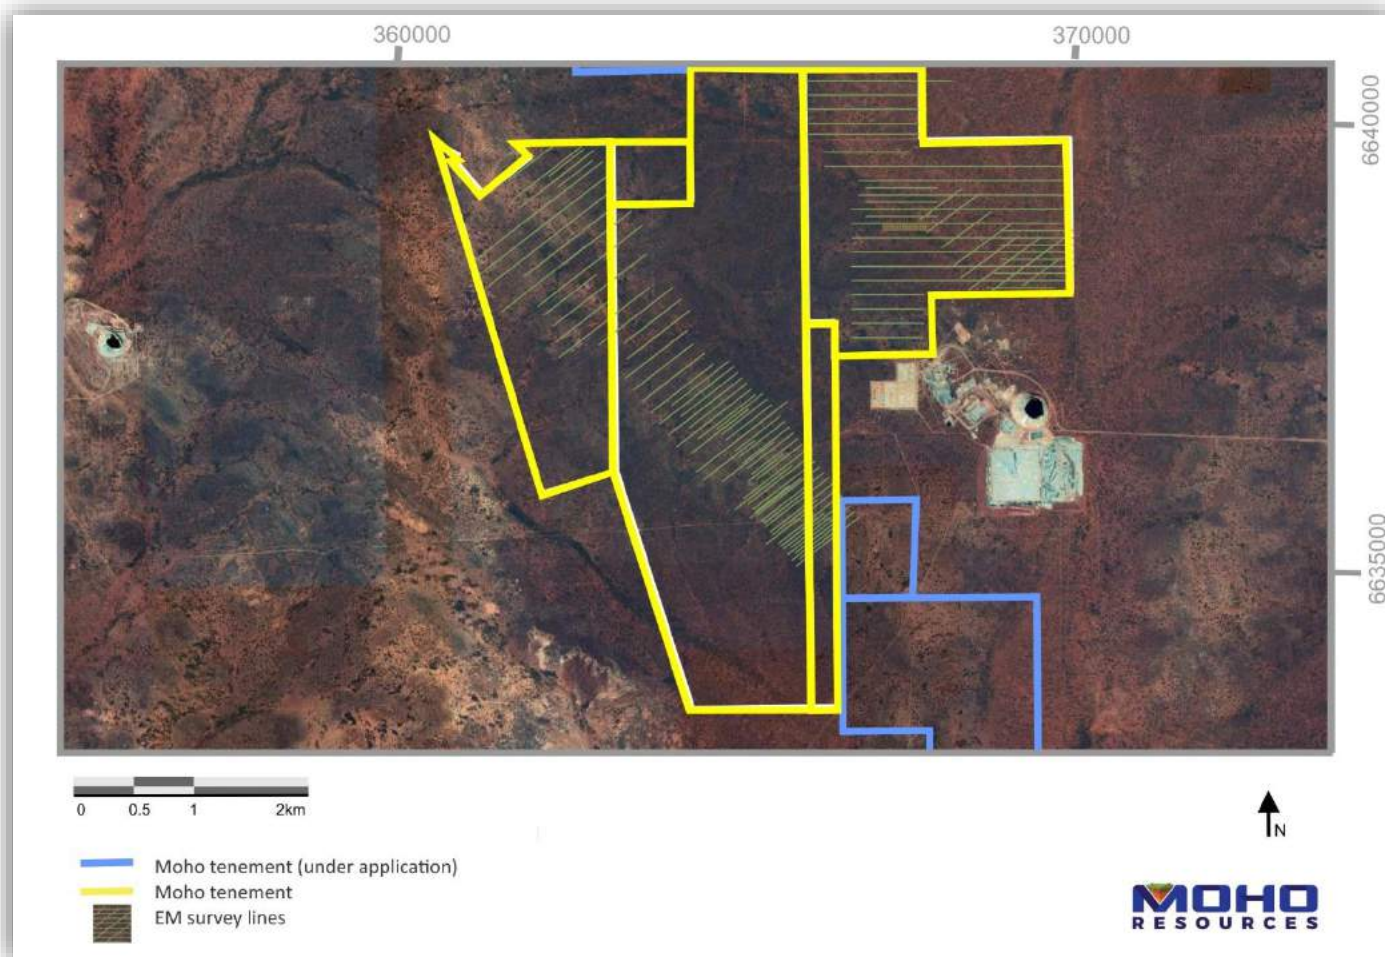 360000
370000
6640000
6635000
0 0.5 1 2km
N
Moho tenement (under application)
Moho tenement
EM survey lines
MOHO
RESOURCES